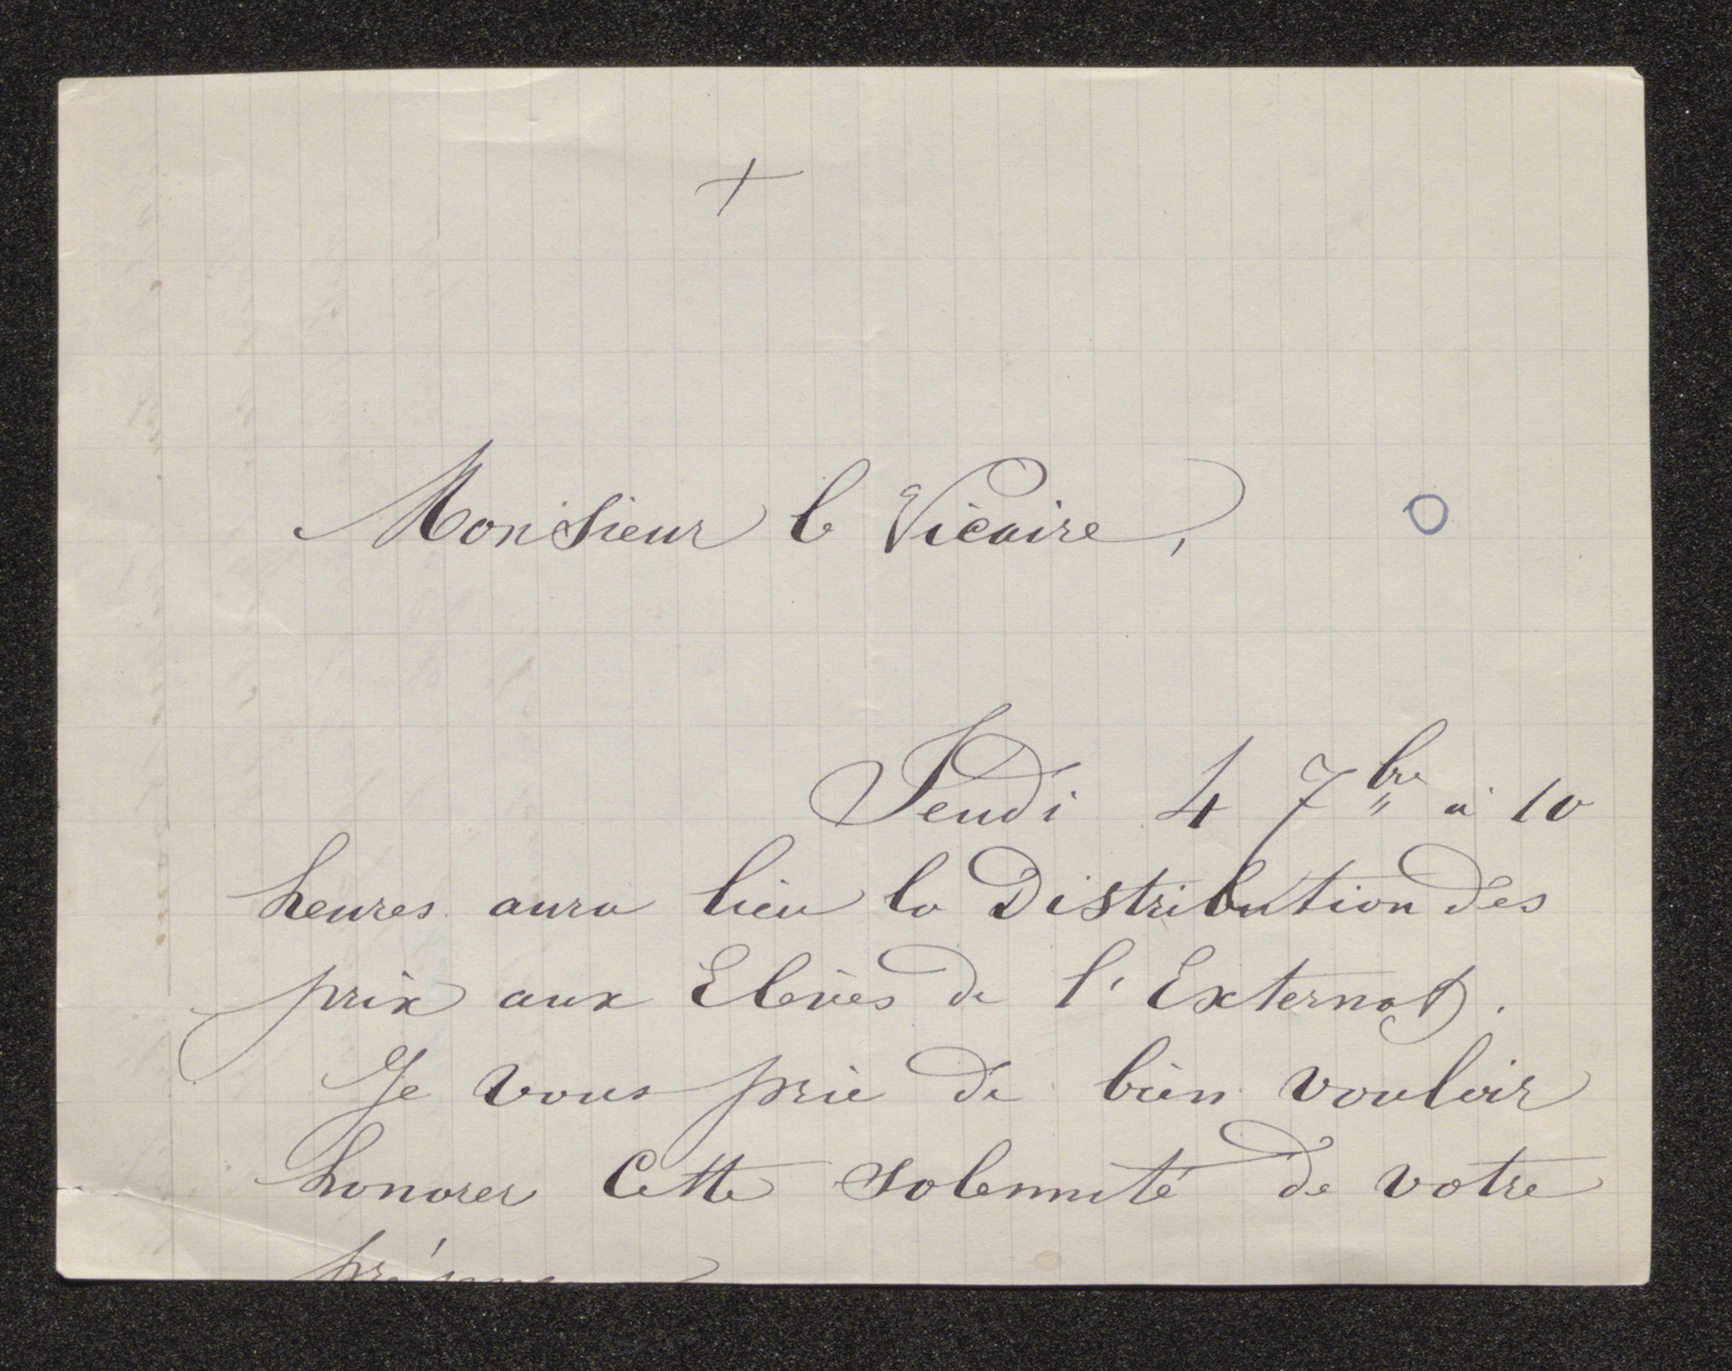 +
Monsieur le Vicaire,
Jeudi 4 7bre à 10
heures aura lieu la Distribution des
prix aux Elèves de l'Externat.
Je vous prie de bien vouloir
honorer Cette solennité de votre